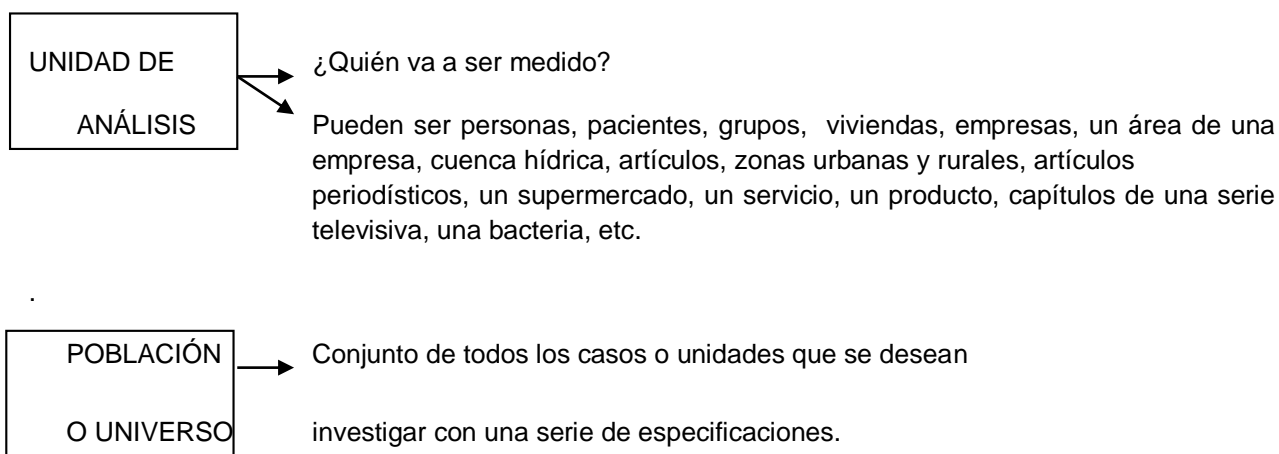 UNIDAD DE
ANÁLISIS
¿Quién va a ser medido?
Pueden ser personas, pacientes, grupos, viviendas, empresas, un área de una
empresa, cuenca hídrica, artículos, zonas urbanas y rurales, artículos
periodísticos, un supermercado, un servicio, un producto, capítulos de una serie
televisiva, una bacteria, etc.
.
POBLACIÓN
O UNIVERSO
Conjunto de todos los casos o unidades que se desean
investigar con una serie de especificaciones.